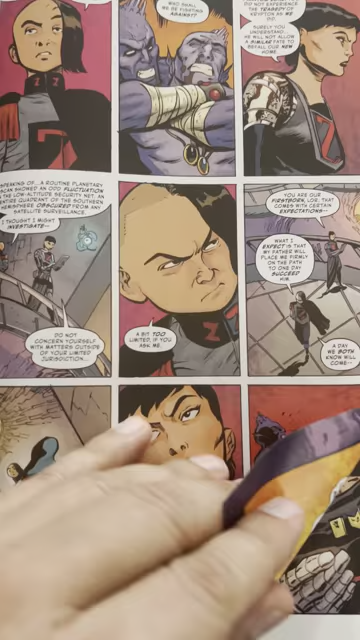 WHO SHALL
WE BE FIGHTING
AGAINST?
DID NOT EXPERIENCE
THE TRAGEDY OF
KRYPTON AS WE
DID.
SURELY YOU
UNDERSTAND,
HE WILL NOT ALLOW
A SIMILAR FATE TO
BEFALL OUR NEW
HOME.
SPEAKING OF... A ROUTINE PLANETARY
SCAN SHOWED AN ODD FLUCTUATION
THE LOW-ALTITUDE SECURITY NET. AN
ENTIRE QUADRANT OF THE SOUTHERN
HEMISPHERE OBSCURED FROM ANY
SATELLITE SURVEILLANCE.
I THOUGHT I MIGHT
INVESTIGATE--
DO NOT
CONCERN YOURSELF
WITH MATTERS OUTSIDE
OF YOUR LIMITED
JURISDICTION...
A BIT TOO
LIMITED, IF YOU
ASK ME.
YOU ARE OUR
FIRSTBORN, LOR. THAT
COMES WITH CERTAIN
EXPECTATIONS--
WHAT I
EXPECT IS THAT
MY FATHER WILL
PLACE ME FIRMLY
ON THE PATH
TO ONE DAY
SUCCEED
HIM.
A DAY
WE BOTH
KNOW WILL
COME--